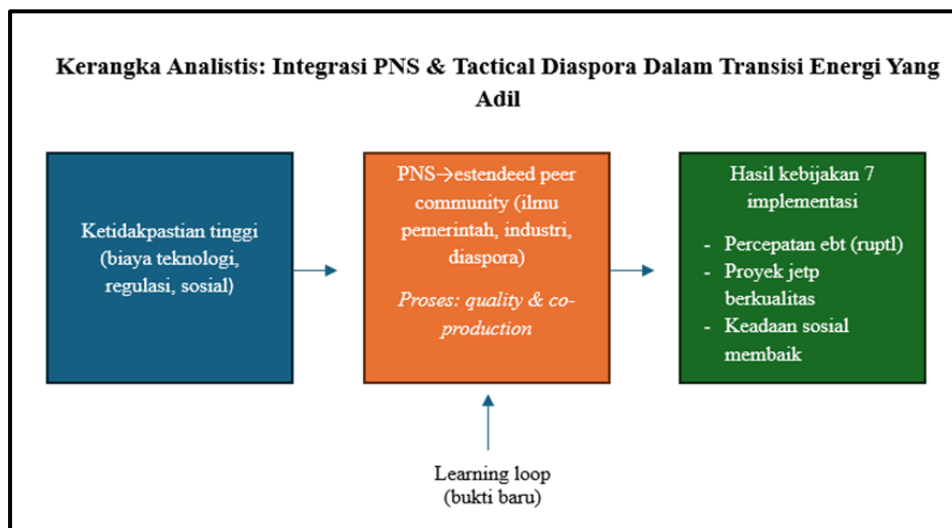 Kerangka Analistis: Integrasi PNS & Tactical Diaspora Dalam Transisi Energi Yang
Adil
Ketidakpastian tinggi
(biaya teknologi,
regulasi, sosial)
PNS→estendeed peer
community (ilmu
pemerintah, industri,
diaspora)
Proses: quality & co-
production
Hasil kebijakan 7
implementasi
- Percepatan ebt (ruptl)
- Proyek jetp
berkualitas
- Keadaan sosial
membaik
Learning loop
(bukti baru)